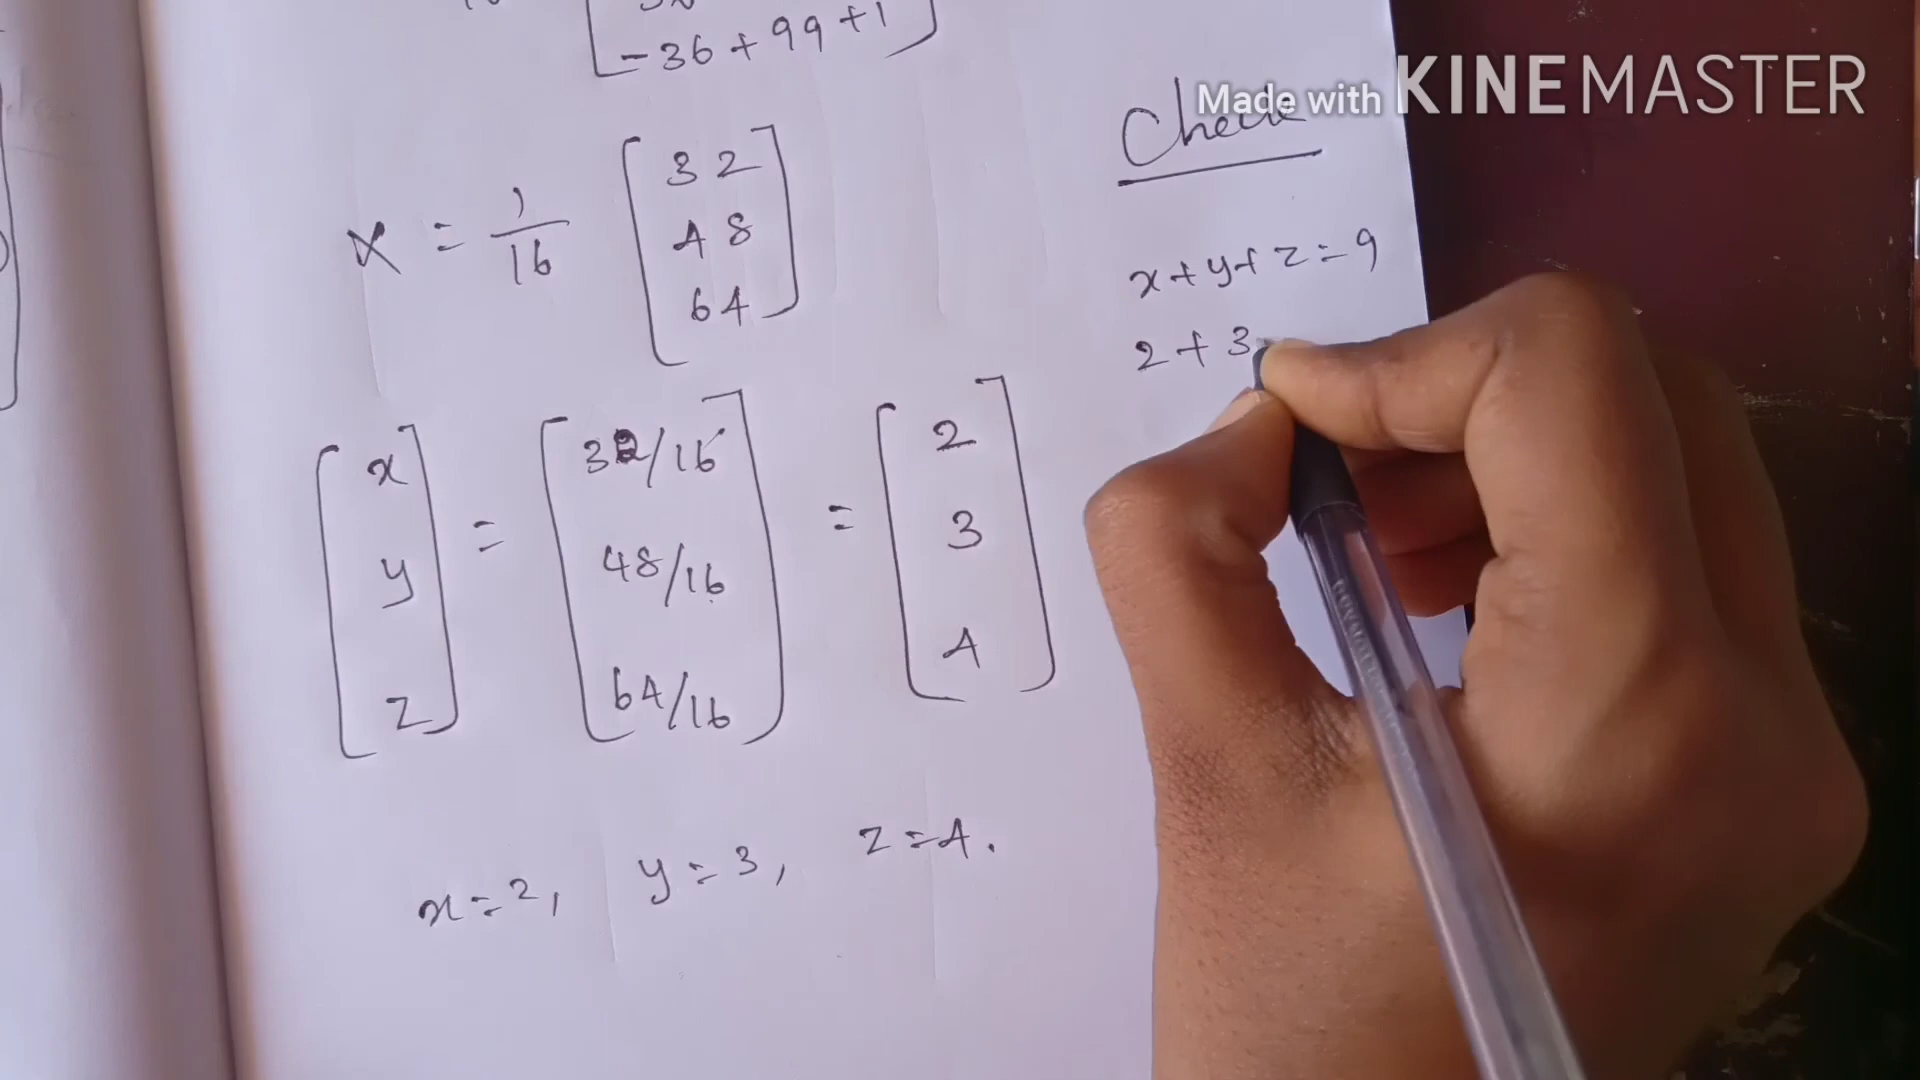 -36+99+1
Made with KINEMASTER
Check
X = 1/16 [32
48
64]
x+y+z=9
2+3
[x
y
z] = [32/16
48/16
64/16] = [2
3
4]
x=2, y=3, z=4.